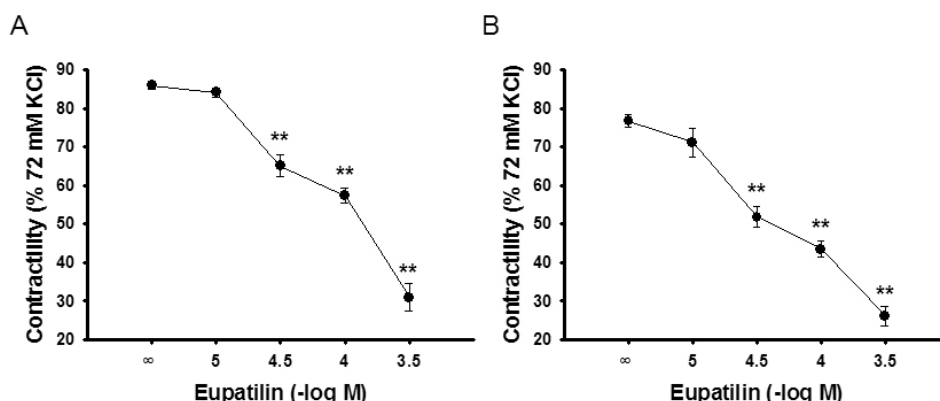 A
B
Contractility (% 72 mM KCl)
90
80
70
60
50
40
30
20
**
**
**
∞ 5 4.5 4 3.5
Eupatilin (-log M)
Contractility (% 72 mM KCl)
90
80
70
60
50
40
30
20
**
**
**
∞ 5 4.5 4 3.5
Eupatilin (-log M)